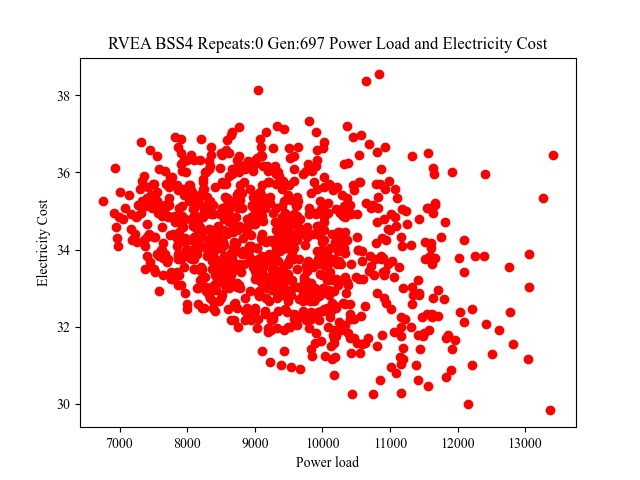 RVEA BSS4 Repeats:0 Gen:697 Power Load and Electricity Cost
38
36
34
32
30
Electricity Cost
7000 8000 9000 10000 11000 12000 13000
Power load